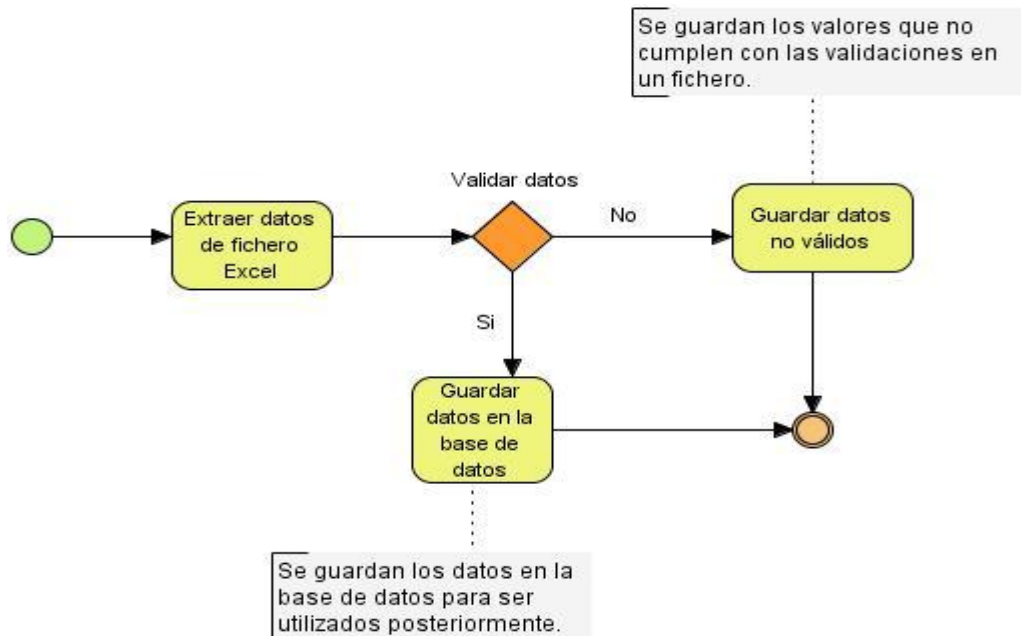 Se guardan los valores que no
cumplen con las validaciones en
un fichero.
Validar datos
Extraer datos
de fichero
Excel
No
Guardar datos
no válidos
Si
Guardar
datos en la
base de
datos
Se guardan los datos en la
base de datos para ser
utilizados posteriormente.